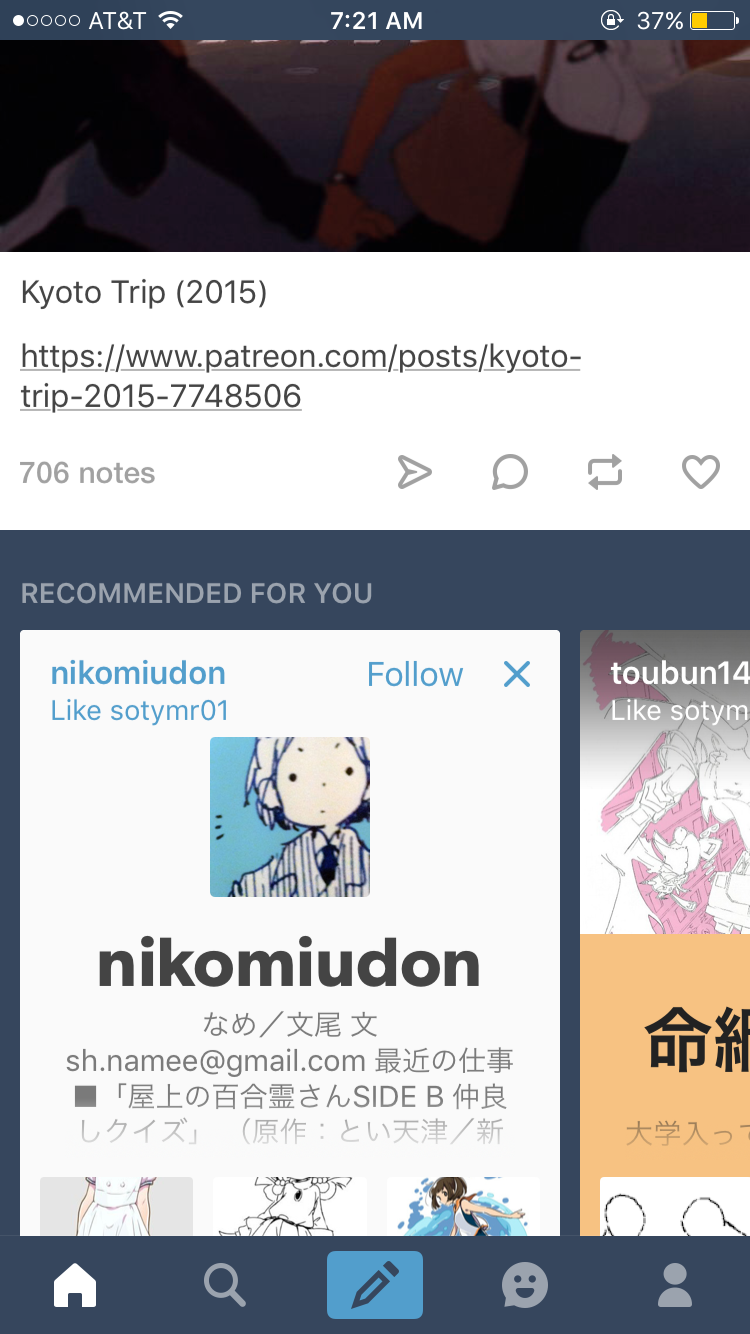 AT&T 7:21 AM 37%
Kyoto Trip (2015)
https://www.patreon.com/posts/kyoto-
trip-2015-7748506
706 notes
RECOMMENDED FOR YOU
nikomiudon Follow
Like sotymr01
nikomiudon
なめ／文尾 文
sh.namee@gmail.com 最近の仕事
■「屋上の百合霊さんSIDE B 仲良
しクイズ」（原作：とい天津／新
toubun14
Like sotym
命
大学入って